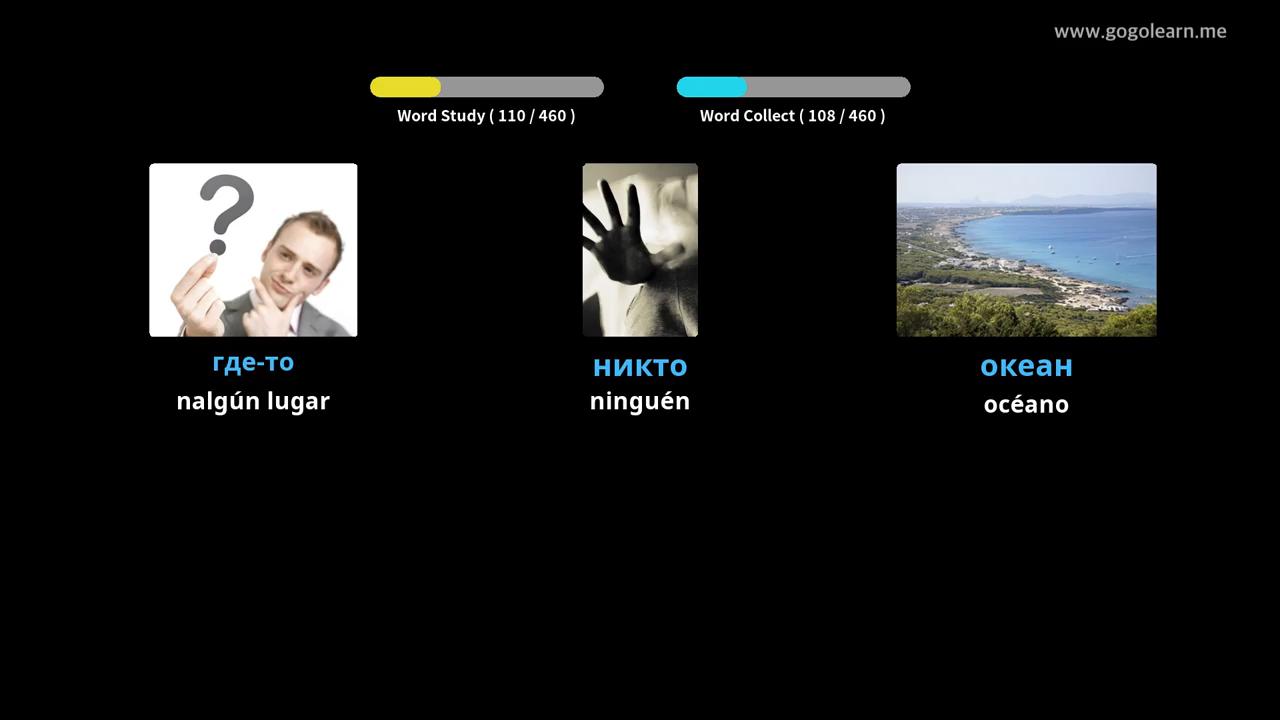 www.gogolearn.me
Word Study ( 110 / 460 )
Word Collect ( 108 / 460 )
где-то
nalgún lugar
никто
ninguén
океан
océano